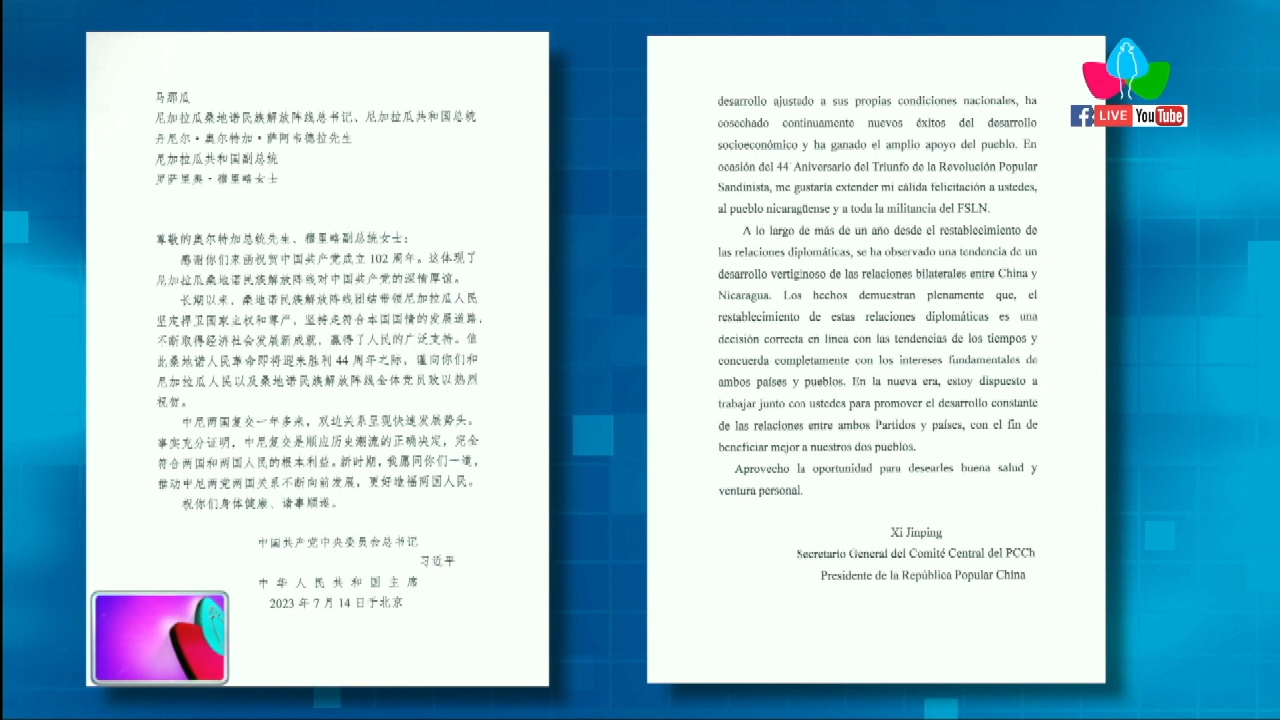 马那瓜
尼加拉瓜桑地诺民族解放阵线总书记、尼加拉瓜共和国总统
丹尼尔·奥尔特加·萨阿韦德拉先生
尼加拉瓜共和国副总统
罗萨里奥·穆里略女士
尊敬的奥尔特加总统先生、穆里略副总统女士：
感谢你们来函祝贺中国共产党成立 102 周年。这体现了
尼加拉瓜桑地诺民族解放阵线对中国共产党的深情厚谊。
长期以来，桑地诺民族解放阵线团结带领尼加拉瓜人民
坚定捍卫国家主权和尊严，坚持走符合本国国情的发展道路，
不断取得经济社会发展新成就，赢得了人民的广泛支持。值
此桑地诺人民革命即将迎来胜利 44 周年之际，谨向你们和
尼加拉瓜人民以及桑地诺民族解放阵线全体党员致以热烈
祝贺。
中尼两国复交一年多来，双边关系呈现快速发展势头。
事实充分证明，中尼复交是顺应历史潮流的正确决定，完全
符合两国和两国人民的根本利益。新时期，我愿同你们一道，
推动中尼两党两国关系不断向前发展，更好造福两国人民。
祝你们身体健康、诸事顺遂。
中国共产党中央委员会总书记
习近平
中华人民共和国主席
2023 年 7 月 14 日于北京
desarrollo ajustado a sus propias condiciones nacionales, ha
cosechado continuamente nuevos éxitos del desarrollo
socioeconómico y ha ganado el amplio apoyo del pueblo. En
ocasión del 44° Aniversario del Triunfo de la Revolución Popular
Sandinista, me gustaría extender mi cálida felicitación a ustedes,
al pueblo nicaragüense y a toda la militancia del FSLN.
A lo largo de más de un año desde el restablecimiento de
las relaciones diplomáticas, se ha observado una tendencia de un
desarrollo vertiginoso de las relaciones bilaterales entre China y
Nicaragua. Los hechos demuestran plenamente que, el
restablecimiento de estas relaciones diplomáticas es una
decisión correcta en línea con las tendencias de los tiempos y
concuerda completamente con los intereses fundamentales de
ambos países y pueblos. En la nueva era, estoy dispuesto a
trabajar junto con ustedes para promover el desarrollo constante
de las relaciones entre ambos Partidos y países, con el fin de
beneficiar mejor a nuestros dos pueblos.
Aprovecho la oportunidad para desearles buena salud y
ventura personal.
Xi Jinping
Secretario General del Comité Central del PCCh
Presidente de la República Popular China
f LIVE YouTube